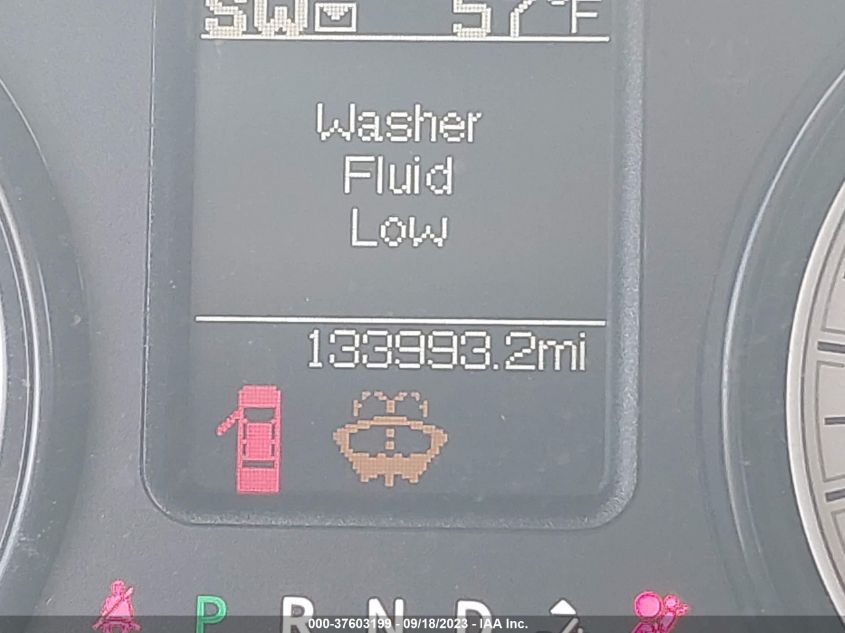 SW 57°F
Washer
Fluid
Low
133993.2mi
P R N D
000-37603199 - 09/18/2023 - IAA Inc.